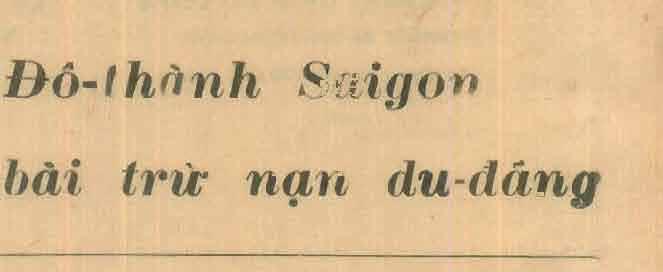 Đô-thành Saigon
bài trừ nạn du-đãng